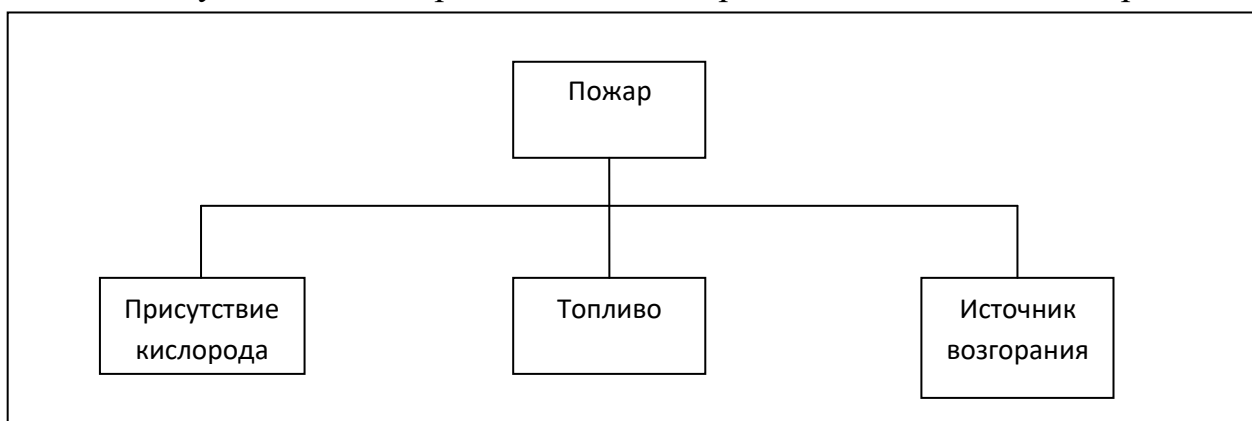 Пожар
Присутствие
кислорода
Топливо
Источник
возгорания